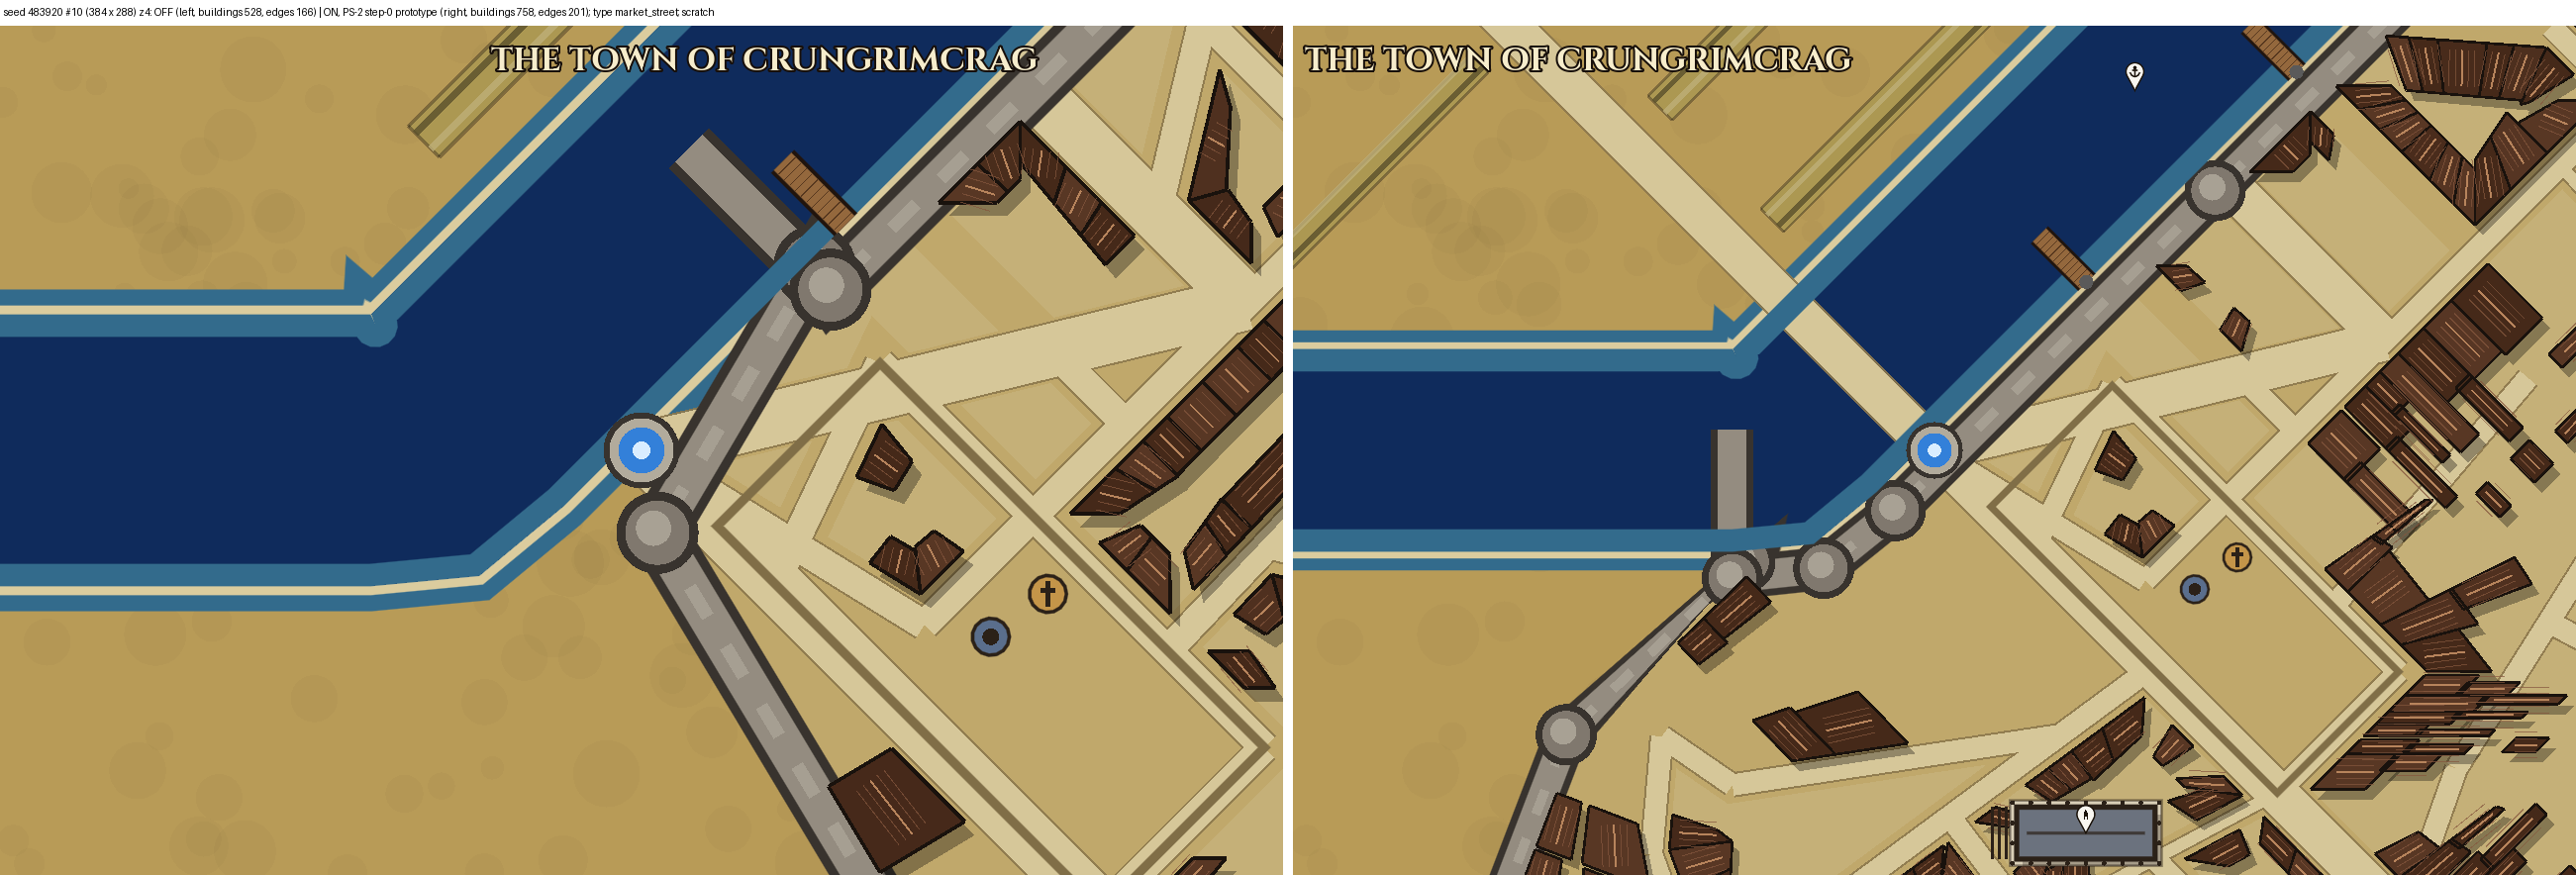 seed 483920 #10 (384 x 288) z4: OFF (left, buildings 528, edges 166) | ON, PS-2 step-0 prototype (right, buildings 758, edges 201); type market_street; scratch
THE TOWN OF CRUNGRIMCRAG
THE TOWN OF CRUNGRIMCRAG